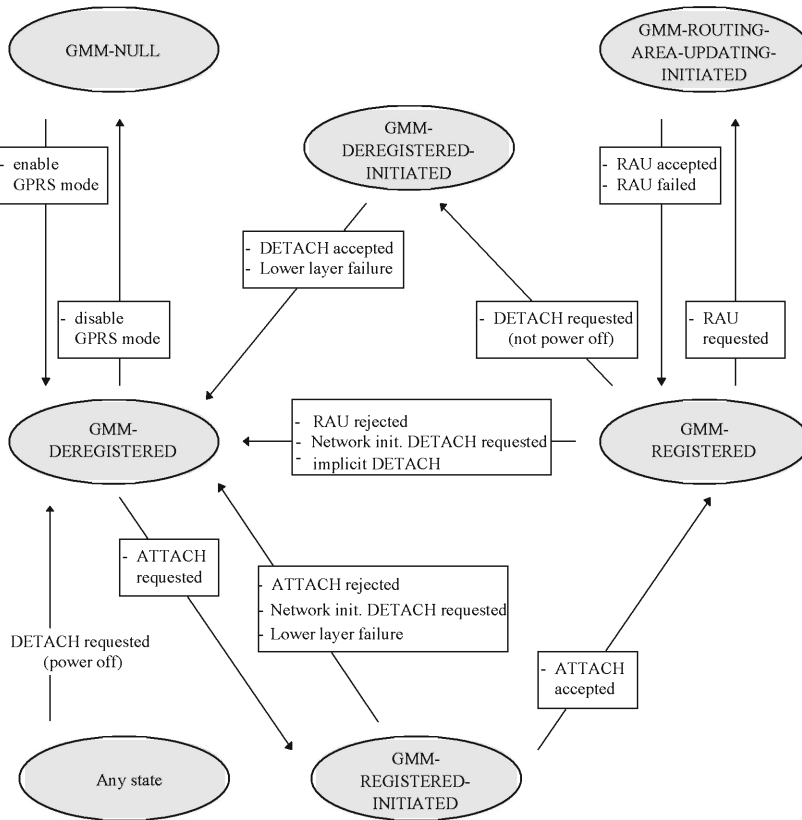 GMM-NULL
GMM-ROUTING-
AREA-UPDATING-
INITIATED
GMM-
DEREGISTERED-
INITIATED
- enable
GPRS mode
- RAU accepted
- RAU failed
- DETACH accepted
- Lower layer failure
- disable
GPRS mode
- DETACH requested
(not power off)
- RAU
requested
GMM-
DEREGISTERED
- RAU rejected
- Network init. DETACH requested
- implicit DETACH
GMM-
REGISTERED
- ATTACH
requested
- ATTACH rejected
- Network init. DETACH requested
- Lower layer failure
DETACH requested
(power off)
- ATTACH
accepted
Any state
GMM-
REGISTERED-
INITIATED